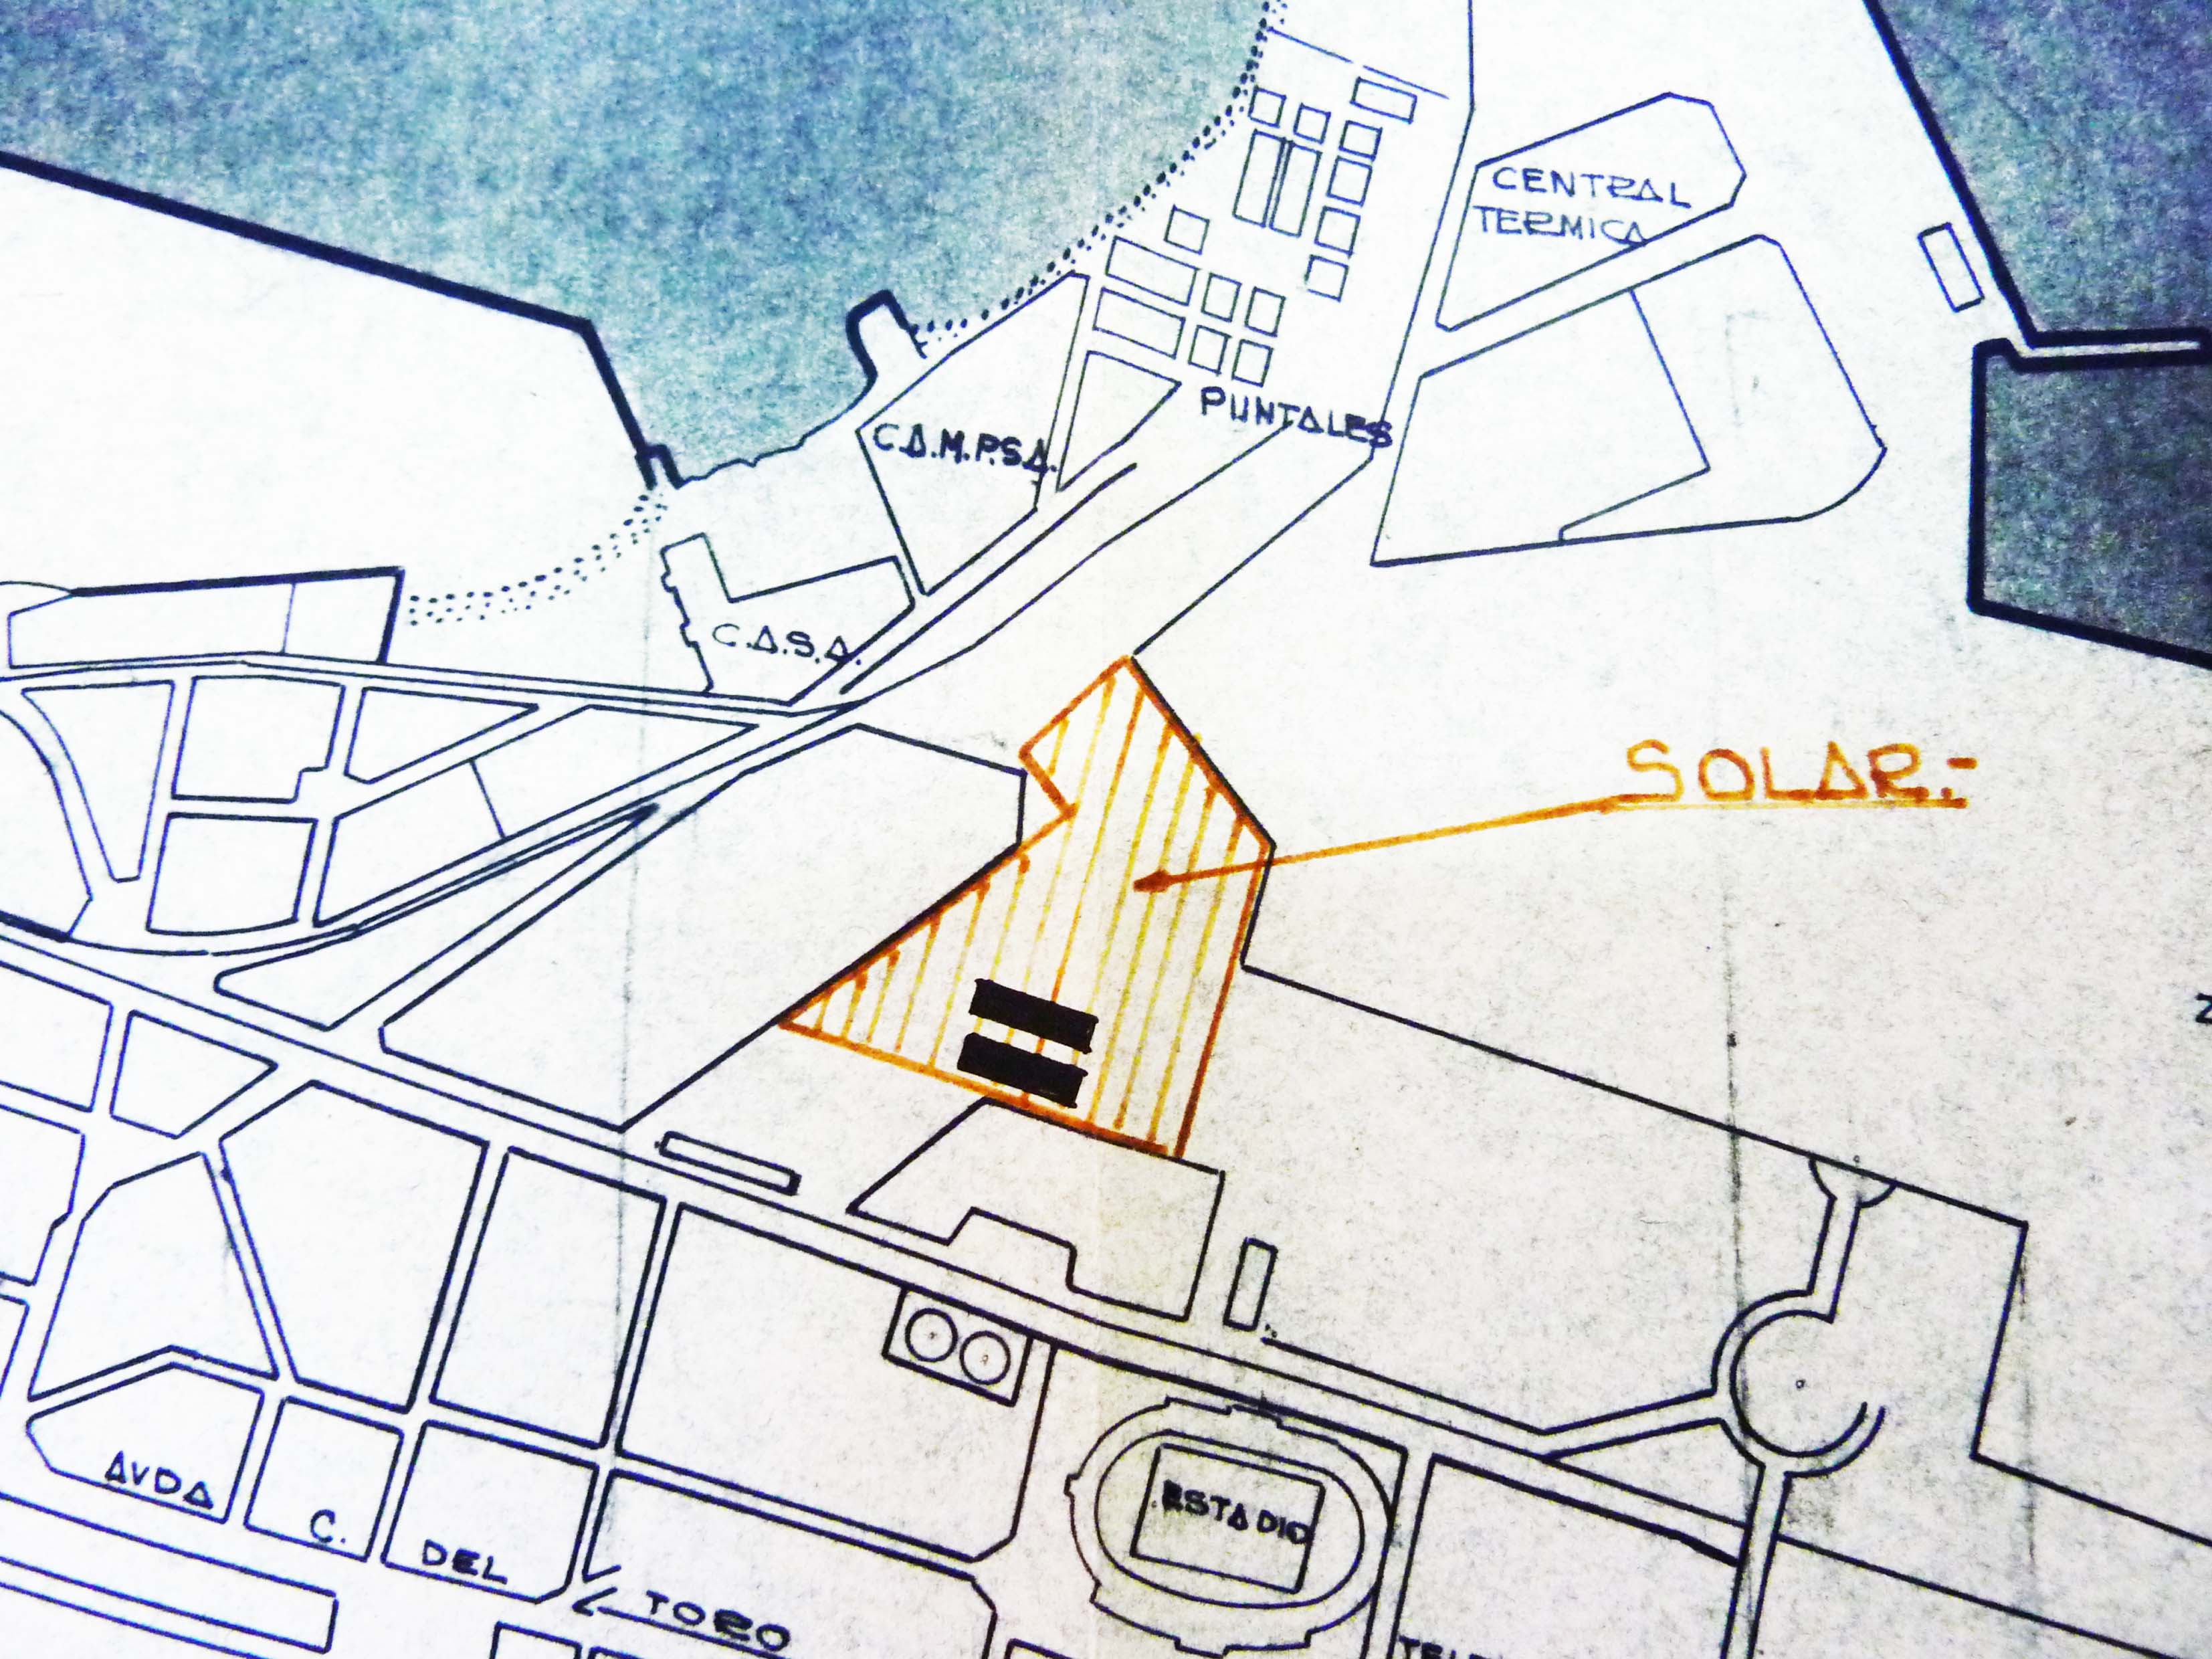 CENTRAL
TERMICA
PUNTALES
C.A.M.P.S.A.
C.A.S.A.
SOLAR.-
AVDA
C.
DEL
TORO
ESTADIO